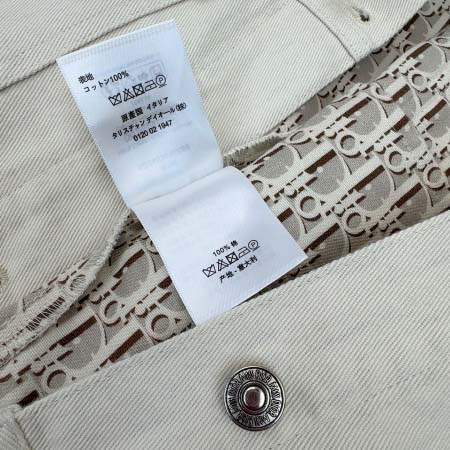 表地
コットン100%
原産国 イタリア
クリスチャン ディオール(株)
0120 02 1947
100% 棉
产地 - 意大利